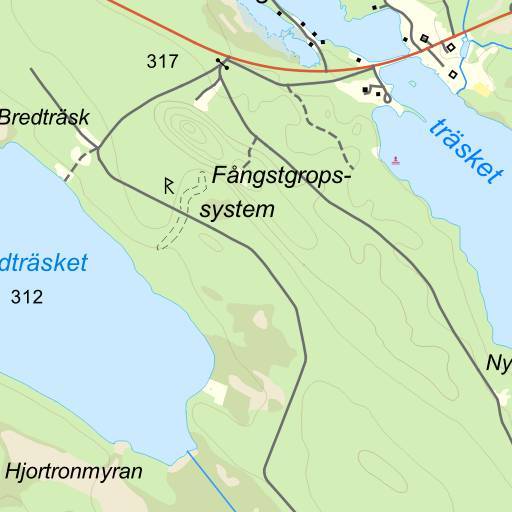 317
Bredträsk
träsket
Fångstgrops-
system
dträsket
312
Ny
Hjortronmyran